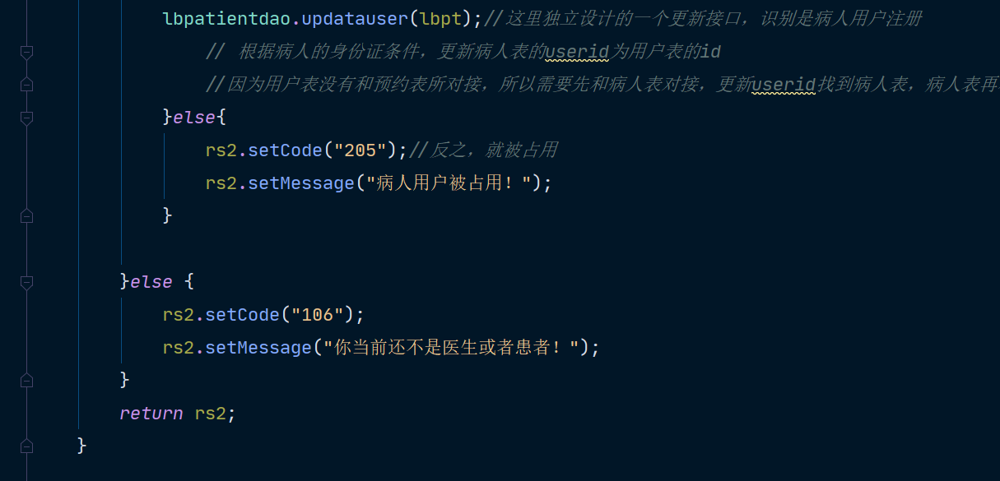 lbpatientdao.updatauser(lbpt);//这里独立设计的一个更新接口，识别是病人用户注册
// 根据病人的身份证条件，更新病人表的userid为用户表的id
//因为用户表没有和预约表所对接，所以需要先和病人表对接，更新userid找到病人表，病人表再
}else{
rs2.setCode("205");//反之，就被占用
rs2.setMessage("病人用户被占用！");
}
}else {
rs2.setCode("106");
rs2.setMessage("你当前还不是医生或者患者！");
}
return rs2;
}